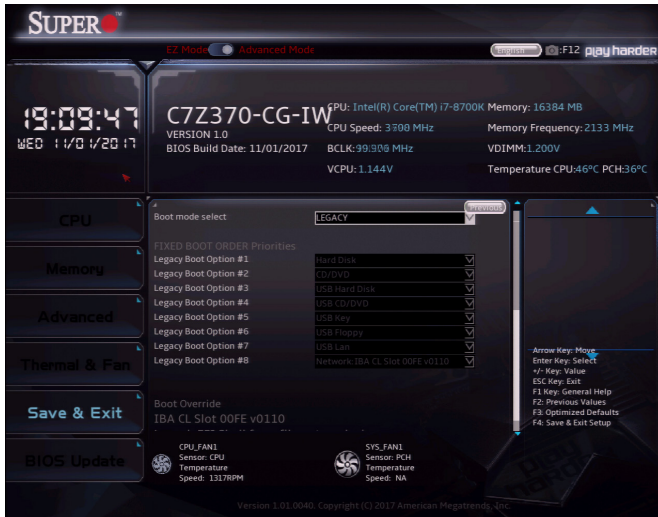 SUPER
EZ Mode Advanced Mode
English :F12 play harder
19:09:47
WED 11/01/2017
C7Z370-CG-IW
VERSION 1.0
BIOS Build Date: 11/01/2017
CPU: Intel(R) Core(TM) i7-8700K Memory: 16384 MB
CPU Speed: MHz Memory Frequency: 2133 MHz
BCLK: MHz VDIMM:1.200V
VCPU: 1.144V Temperature CPU:46°C PCH:36°C
CPU
Memory
Advanced
Thermal & Fan
Save & Exit
BIOS Update
Previous
Boot mode select LEGACY
FIXED BOOT ORDER Priorities
Legacy Boot Option #1 Hard Disk
Legacy Boot Option #2 CD/DVD
Legacy Boot Option #3 USB Hard Disk
Legacy Boot Option #4 USB CD/DVD
Legacy Boot Option #5 USB Key
Legacy Boot Option #6 USB Floppy
Legacy Boot Option #7 USB Lan
Legacy Boot Option #8 Network:IBA CL Slot 00FE v0110
Boot Override
IBA CL Slot 00FE v0110
Arrow Key: Move
Enter Key: Select
+/- Key: Value
ESC Key: Exit
F1 Key: General Help
F2: Previous Values
F3: Optimized Defaults
F4: Save & Exit Setup
CPU_FAN1
Sensor: CPU
Temperature
Speed: 1317RPM
SYS_FAN1
Sensor: PCH
Temperature
Speed: NA
Version 1.01.0040. Copyright (C) 2017 American Megatrends, Inc.